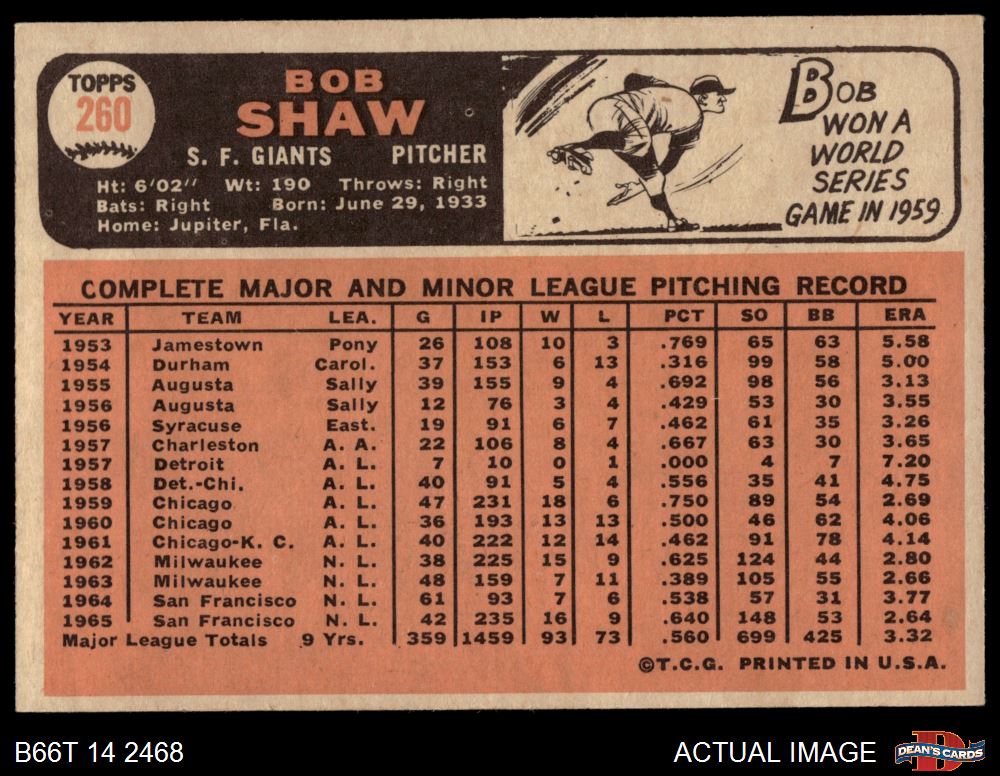 TOPPS
260
BOB
SHAW
S. F. GIANTS PITCHER
Ht: 6'02" Wt: 190 Throws: Right
Bats: Right Born: June 29, 1933
Home: Jupiter, Fla.
BOB
WON A
WORLD
SERIES
GAME IN 1959
COMPLETE MAJOR AND MINOR LEAGUE PITCHING RECORD
YEAR TEAM LEA. G IP W L PCT SO BB ERA
1953 Jamestown Pony 26 108 10 3 .769 65 63 5.58
1954 Durham Carol. 37 153 6 13 .316 99 58 5.00
1955 Augusta Sally 39 155 9 4 .692 98 56 3.13
1956 Augusta Sally 12 76 3 4 .429 53 30 3.55
1956 Syracuse East. 19 91 6 7 .462 61 35 3.26
1957 Charleston A. A. 22 106 8 4 .667 63 30 3.65
1957 Detroit A. L. 7 10 0 1 .000 4 7 7.20
1958 Det.-Chi. A. L. 40 91 5 4 .556 35 41 4.75
1959 Chicago A. L. 47 231 18 6 .750 89 54 2.69
1960 Chicago A. L. 36 193 13 13 .500 46 62 4.06
1961 Chicago-K. C. A. L. 40 222 12 14 .462 91 78 4.14
1962 Milwaukee N. L. 38 225 15 9 .625 124 44 2.80
1963 Milwaukee N. L. 48 159 7 11 .389 105 55 2.66
1964 San Francisco N. L. 61 93 7 6 .538 57 31 3.77
1965 San Francisco N. L. 42 235 16 9 .640 148 53 2.64
Major League Totals 9 Yrs. 359 1459 93 73 .560 699 425 3.32
©T.C.G. PRINTED IN U.S.A.
B66T 14 2468
ACTUAL IMAGE
DEAN'S CARDS